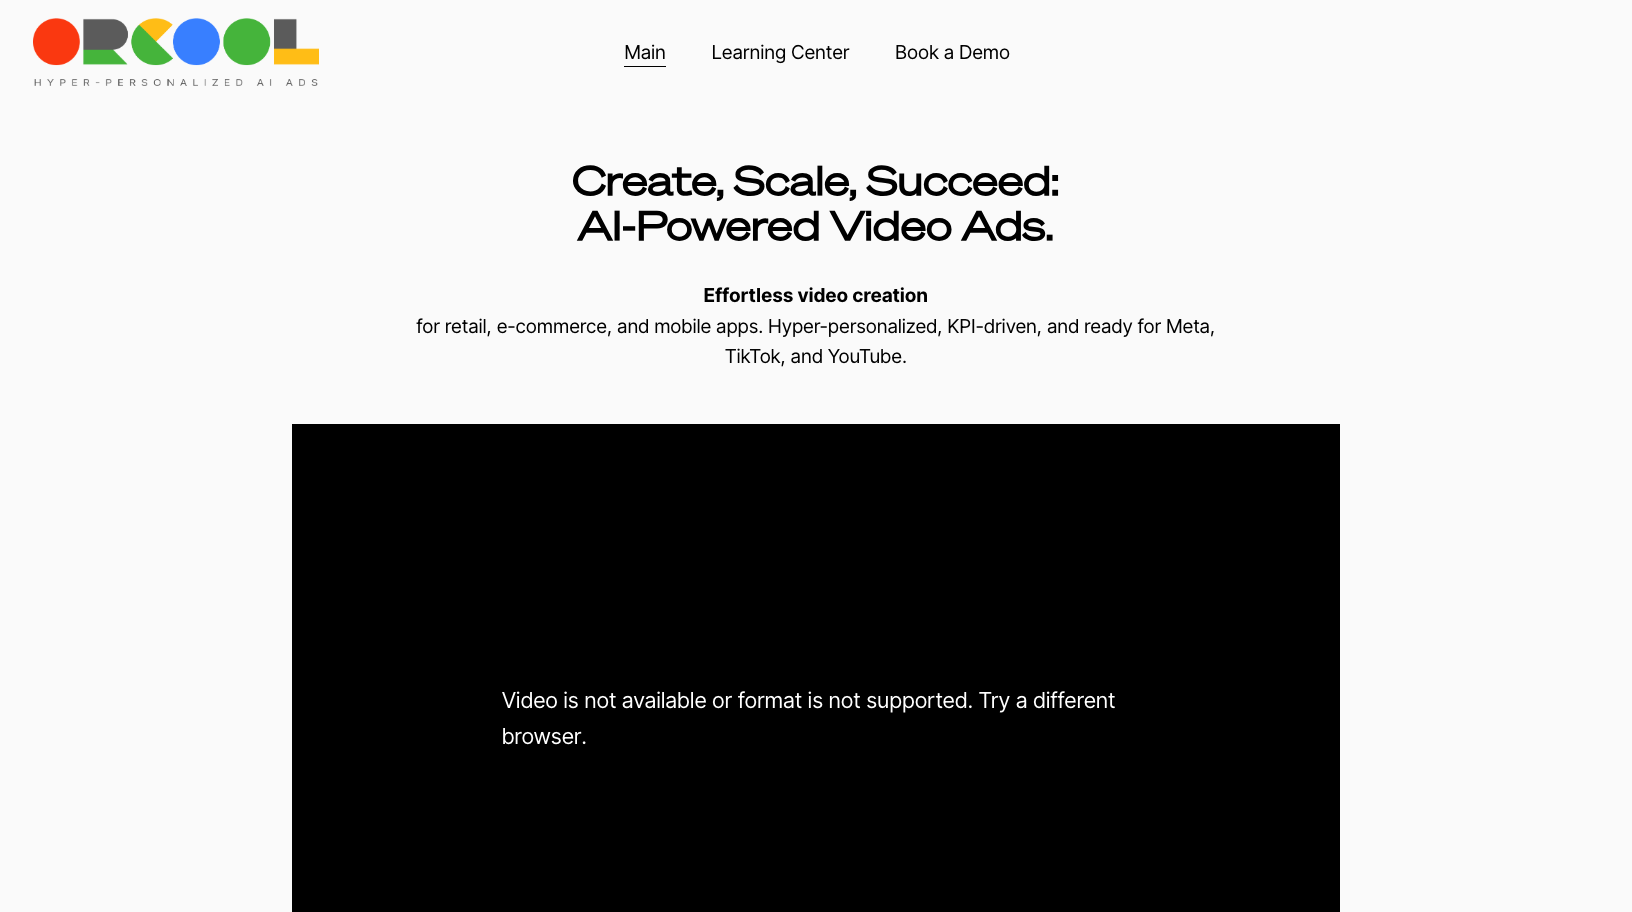 ORCOOL
HYPER-PERSONALIZED AI ADS
Main
Learning Center
Book a Demo
Create, Scale, Succeed:
AI-Powered Video Ads.
Effortless video creation
for retail, e-commerce, and mobile apps. Hyper-personalized, KPI-driven, and ready for Meta,
TikTok, and YouTube.
Video is not available or format is not supported. Try a different
browser.